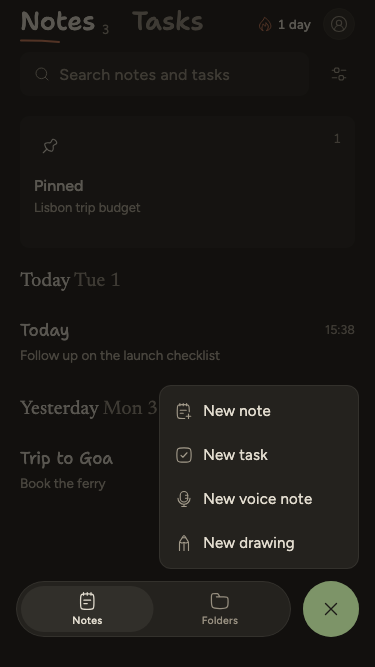 Notes 3 Tasks 1 day
Search notes and tasks
1
Pinned
Lisbon trip budget
Today Tue 1
Today 15:38
Follow up on the launch checklist
Yesterday Mon 3
Trip to Goa
Book the ferry
New note
New task
New voice note
New drawing
Notes Folders